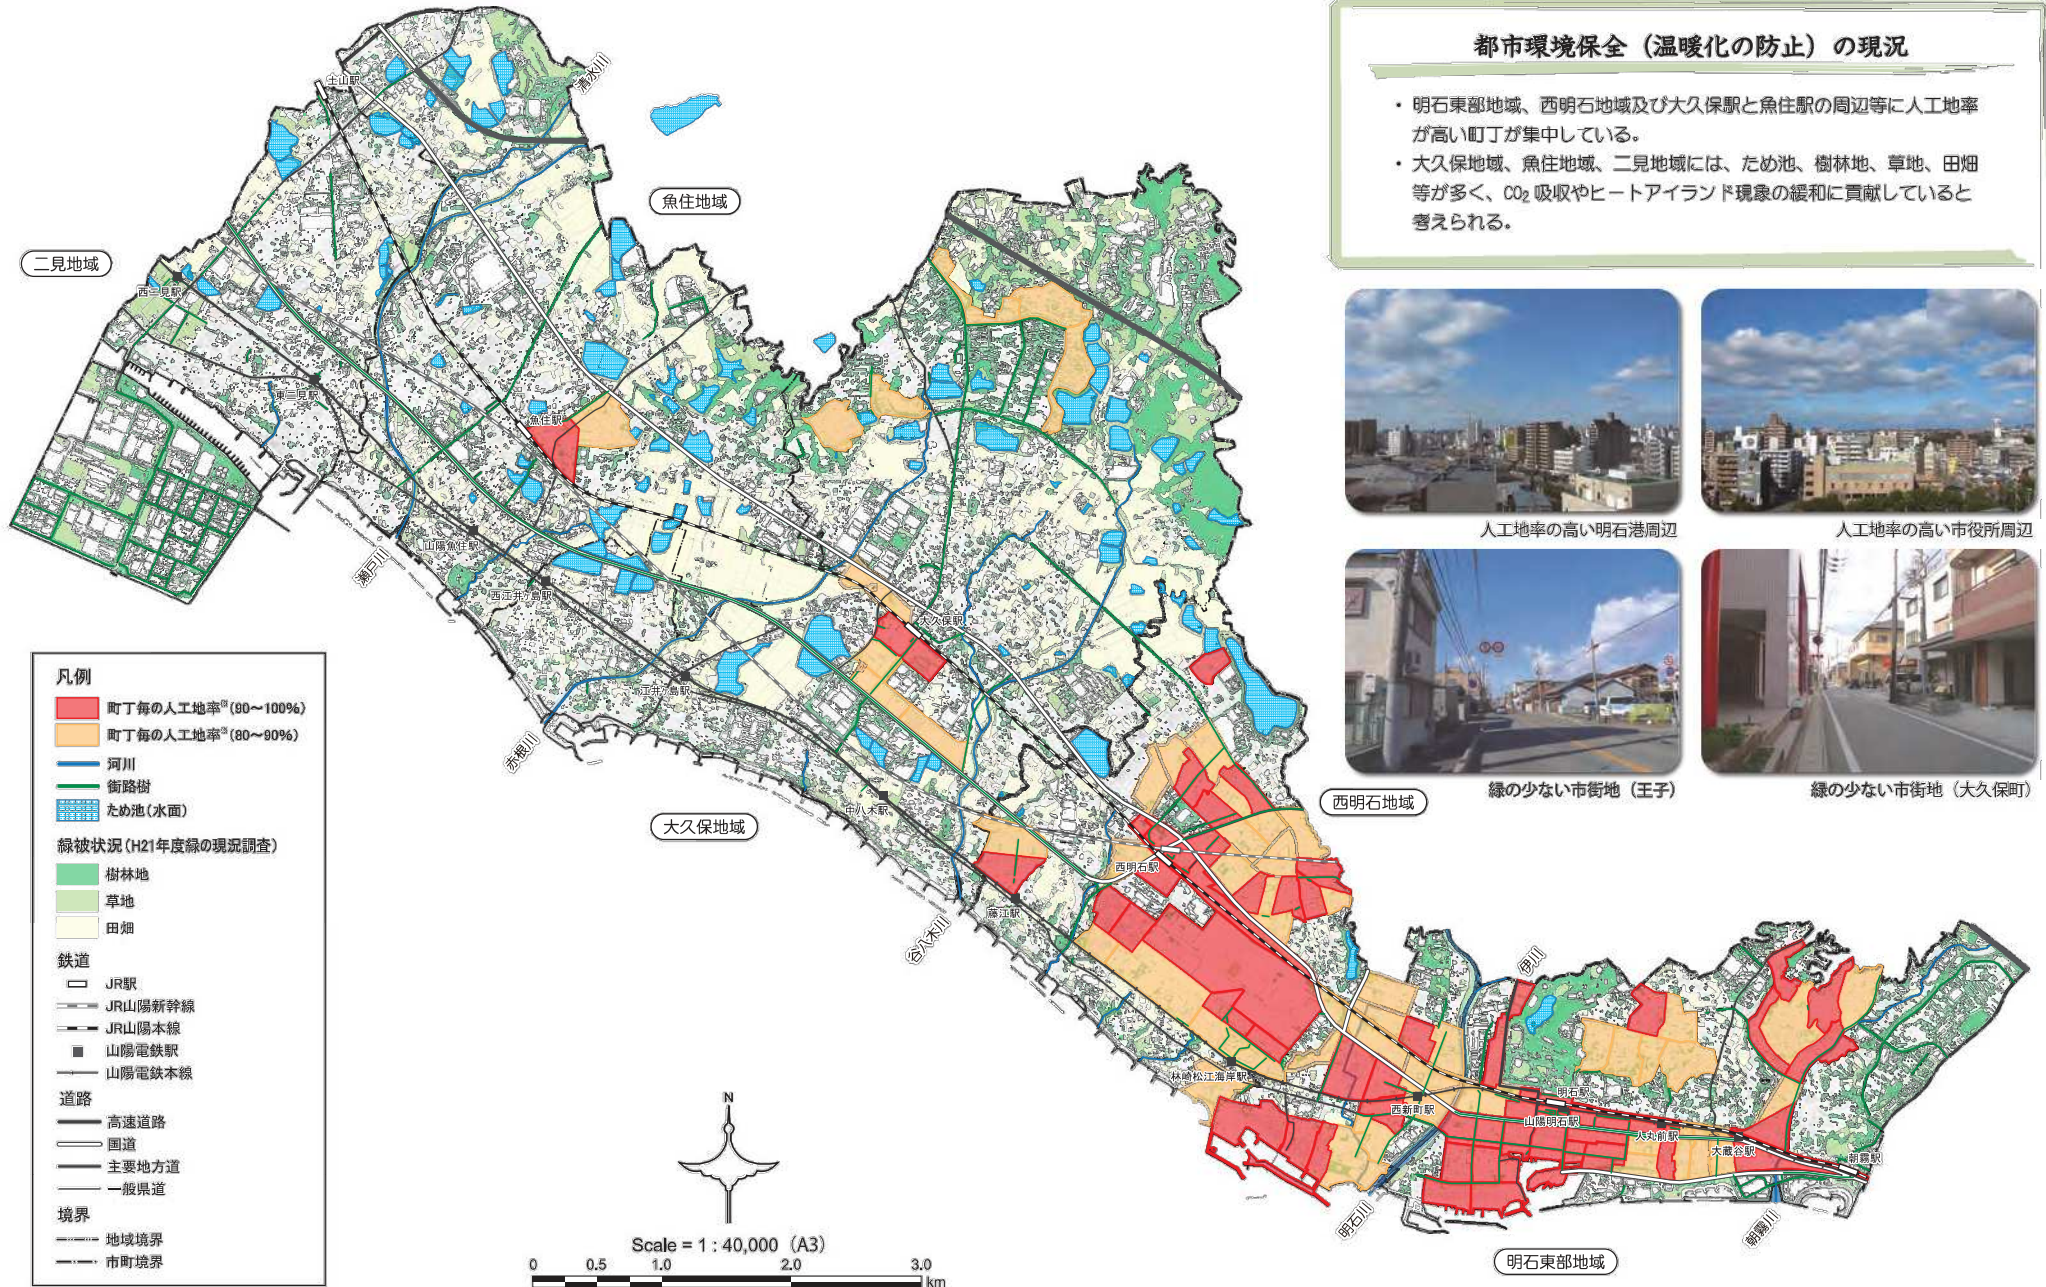 都市環境保全（温暖化の防止）の現況
・明石東部地域、西明石地域及び大久保駅と魚住駅の周辺等に人工地率
が高い町丁が集中している。
・大久保地域、魚住地域、二見地域には、ため池、樹林地、草地、田畑
等が多く、CO₂吸収やヒートアイランド現象の緩和に貢献していると
考えられる。
人工地率の高い明石港周辺
人工地率の高い市役所周辺
緑の少ない市街地（王子）
緑の少ない市街地（大久保町）
土山駅
清水川
魚住地域
二見地域
西二見駅
東二見駅
魚住駅
山陽魚住駅
瀬戸川
西江井ヶ島駅
大久保駅
江井ヶ島駅
赤根川
中八木駅
大久保地域
西明石地域
西明石駅
藤江駅
谷八木川
伊川
林崎松江海岸駅
西新町駅
明石駅
山陽明石駅
人丸前駅
大蔵谷駅
朝霧駅
明石川
朝霧川
明石東部地域
凡例
町丁毎の人工地率※(90～100%)
町丁毎の人工地率※(80～90%)
河川
街路樹
ため池(水面)
緑被状況(H21年度緑の現況調査)
樹林地
草地
田畑
鉄道
JR駅
JR山陽新幹線
JR山陽本線
山陽電鉄駅
山陽電鉄本線
道路
高速道路
国道
主要地方道
一般県道
境界
地域境界
市町境界
N
Scale = 1 : 40,000（A3）
0 0.5 1.0 2.0 3.0
km